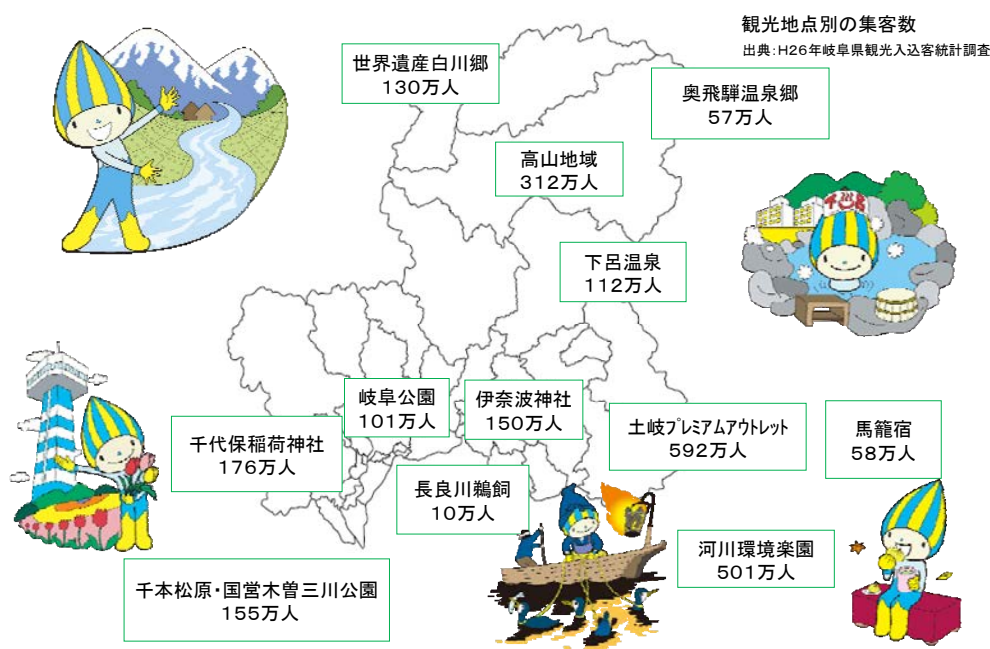 観光地点別の集客数
出典：H26年岐阜県観光入込客統計調査
世界遺産白川郷
130万人
奥飛騨温泉郷
57万人
高山地域
312万人
下呂温泉
112万人
岐阜公園
101万人
伊奈波神社
150万人
土岐ﾌﾟﾚﾐｱﾑｱｳﾄﾚｯﾄ
592万人
馬籠宿
58万人
千代保稲荷神社
176万人
長良川鵜飼
10万人
河川環境楽園
501万人
千本松原・国営木曽三川公園
155万人